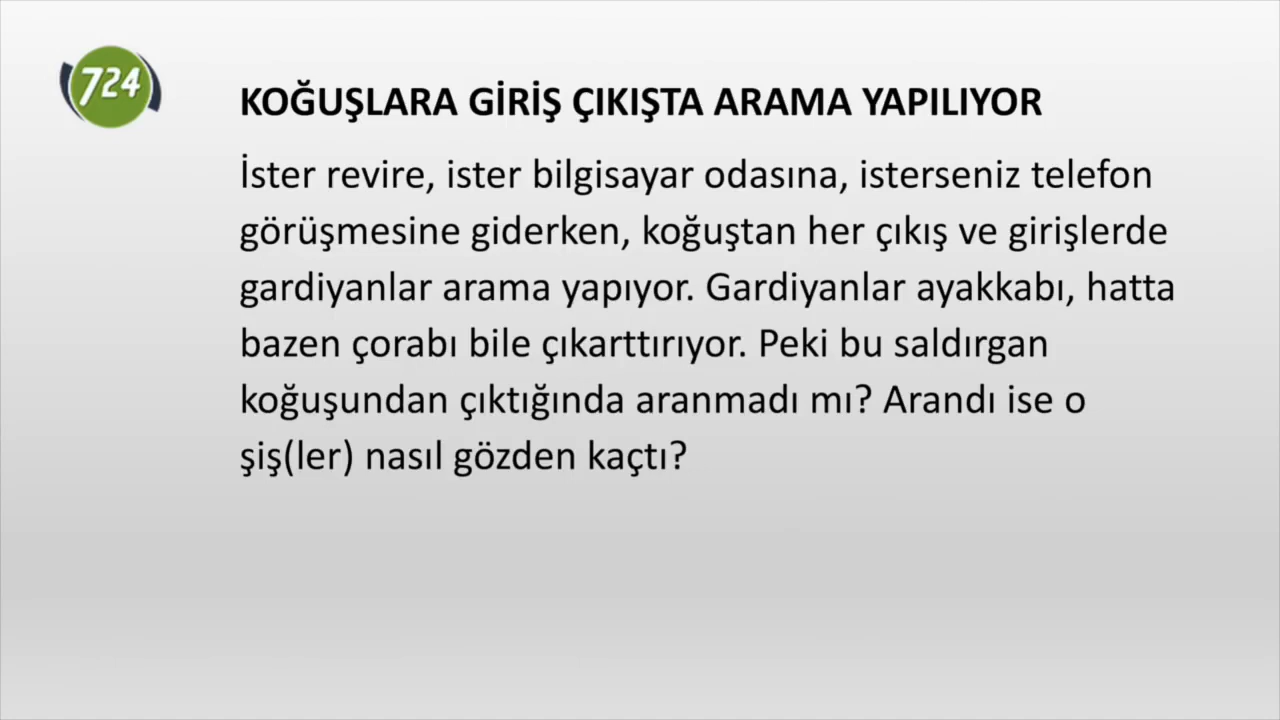 724
KOĞUŞLARA GİRİŞ ÇIKIŞTA ARAMA YAPILIYOR
İster revire, ister bilgisayar odasına, isterseniz telefon
görüşmesine giderken, koğuştan her çıkış ve girişlerde
gardiyanlar arama yapıyor. Gardiyanlar ayakkabı, hatta
bazen çorabı bile çıkarttırıyor. Peki bu saldırgan
koğuşundan çıktığında aranmadı mı? Arandı ise o
şiş(ler) nasıl gözden kaçtı?